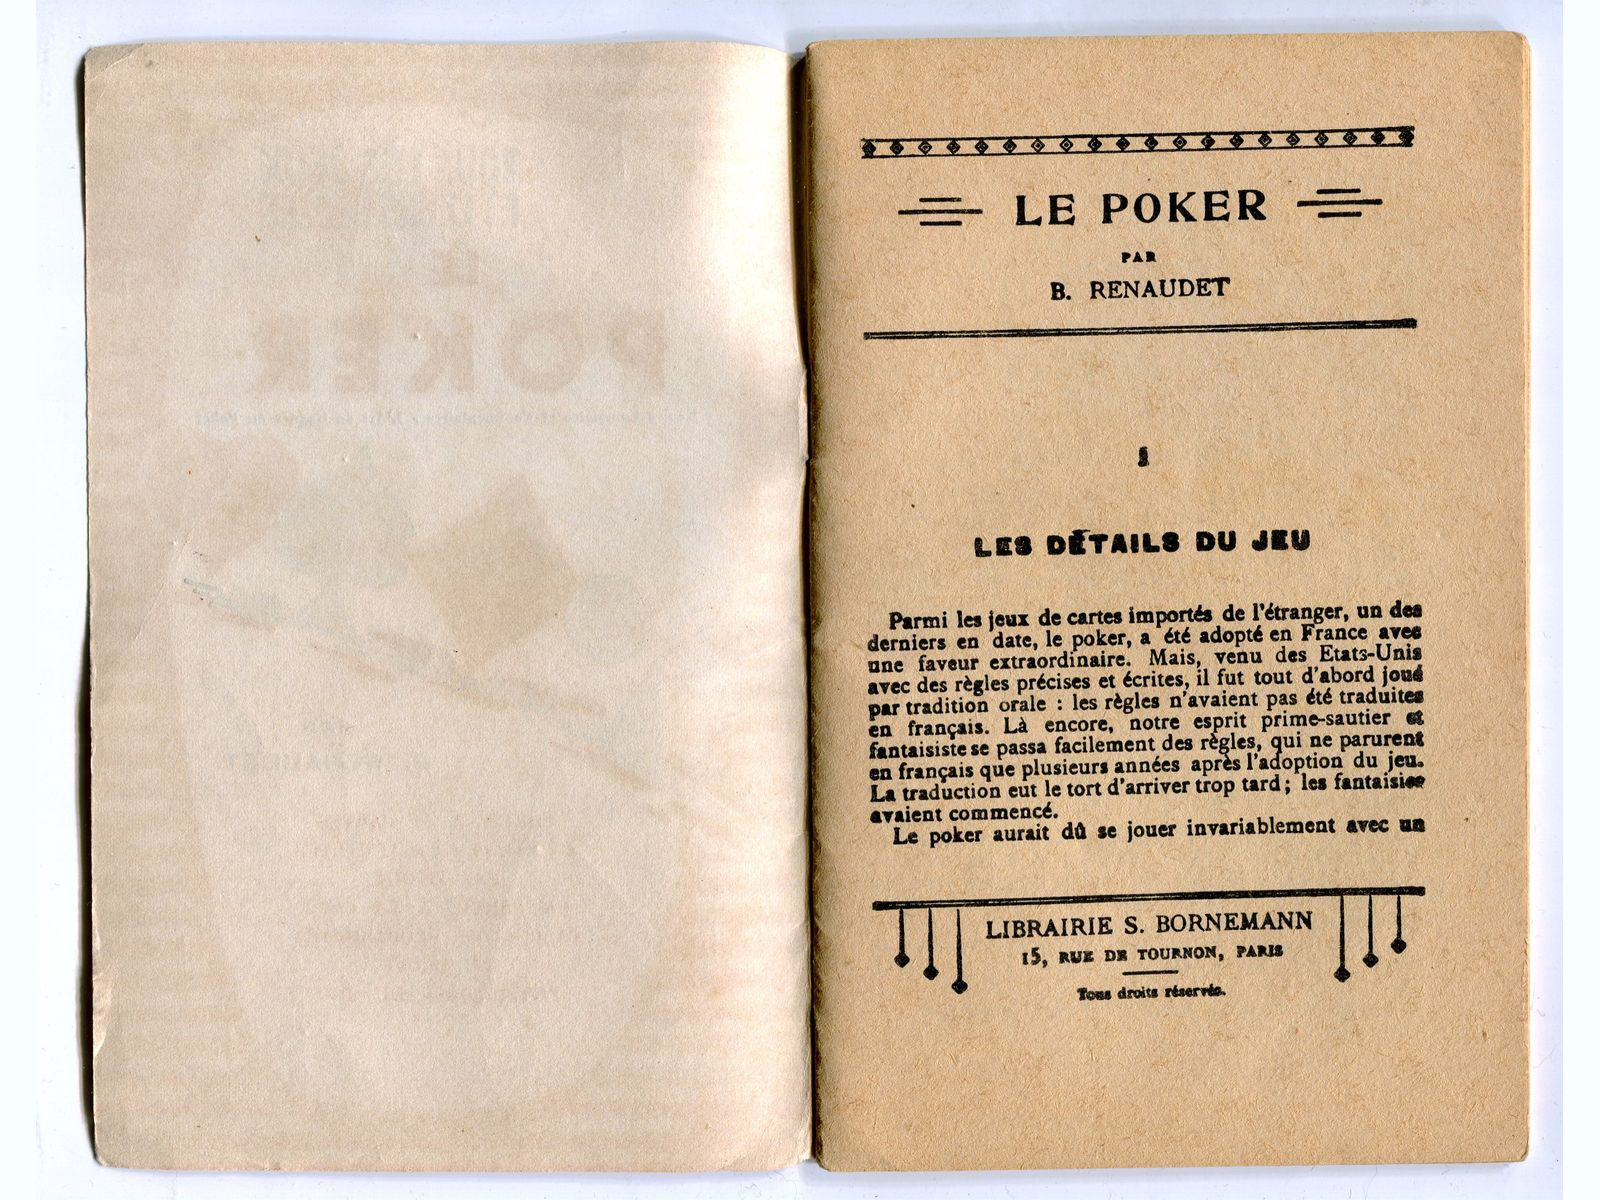 POKER
LE POKER
PAR
B. RENAUDET
I
LES DÉTAILS DU JEU
Parmi les jeux de cartes importés de l'étranger, un des
derniers en date, le poker, a été adopté en France avec
une faveur extraordinaire. Mais, venu des Etats-Unis
avec des règles précises et écrites, il fut tout d'abord joué
par tradition orale : les règles n'avaient pas été traduites
en français. Là encore, notre esprit prime-sautier et
fantaisiste se passa facilement des règles, qui ne parurent
en français que plusieurs années après l'adoption du jeu.
La traduction eut le tort d'arriver trop tard ; les fantaisies
avaient commencé.
Le poker aurait dû se jouer invariablement avec un
LIBRAIRIE S. BORNEMANN
15, RUE DE TOURNON, PARIS
Tous droits réservés.